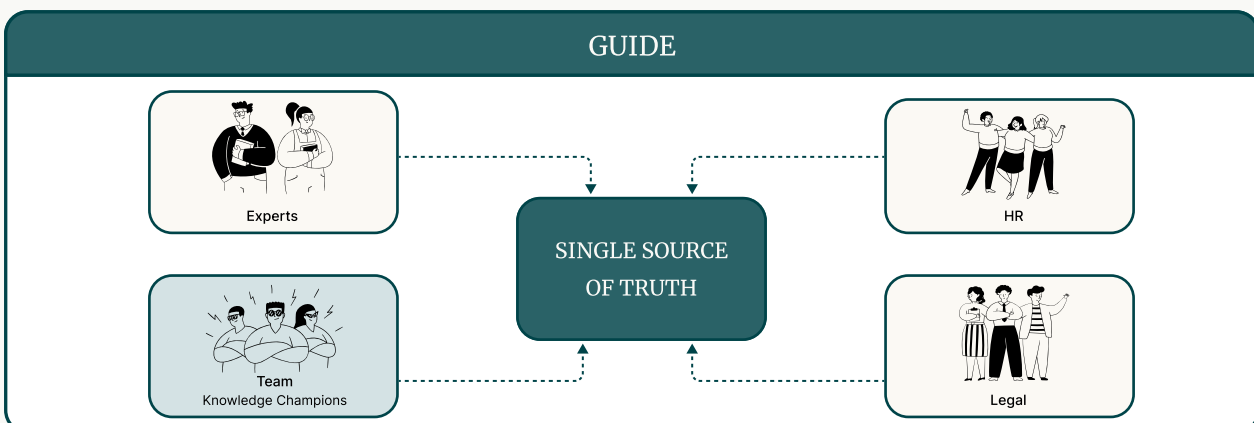 GUIDE
Experts
HR
SINGLE SOURCE
OF TRUTH
Team
Knowledge Champions
Legal